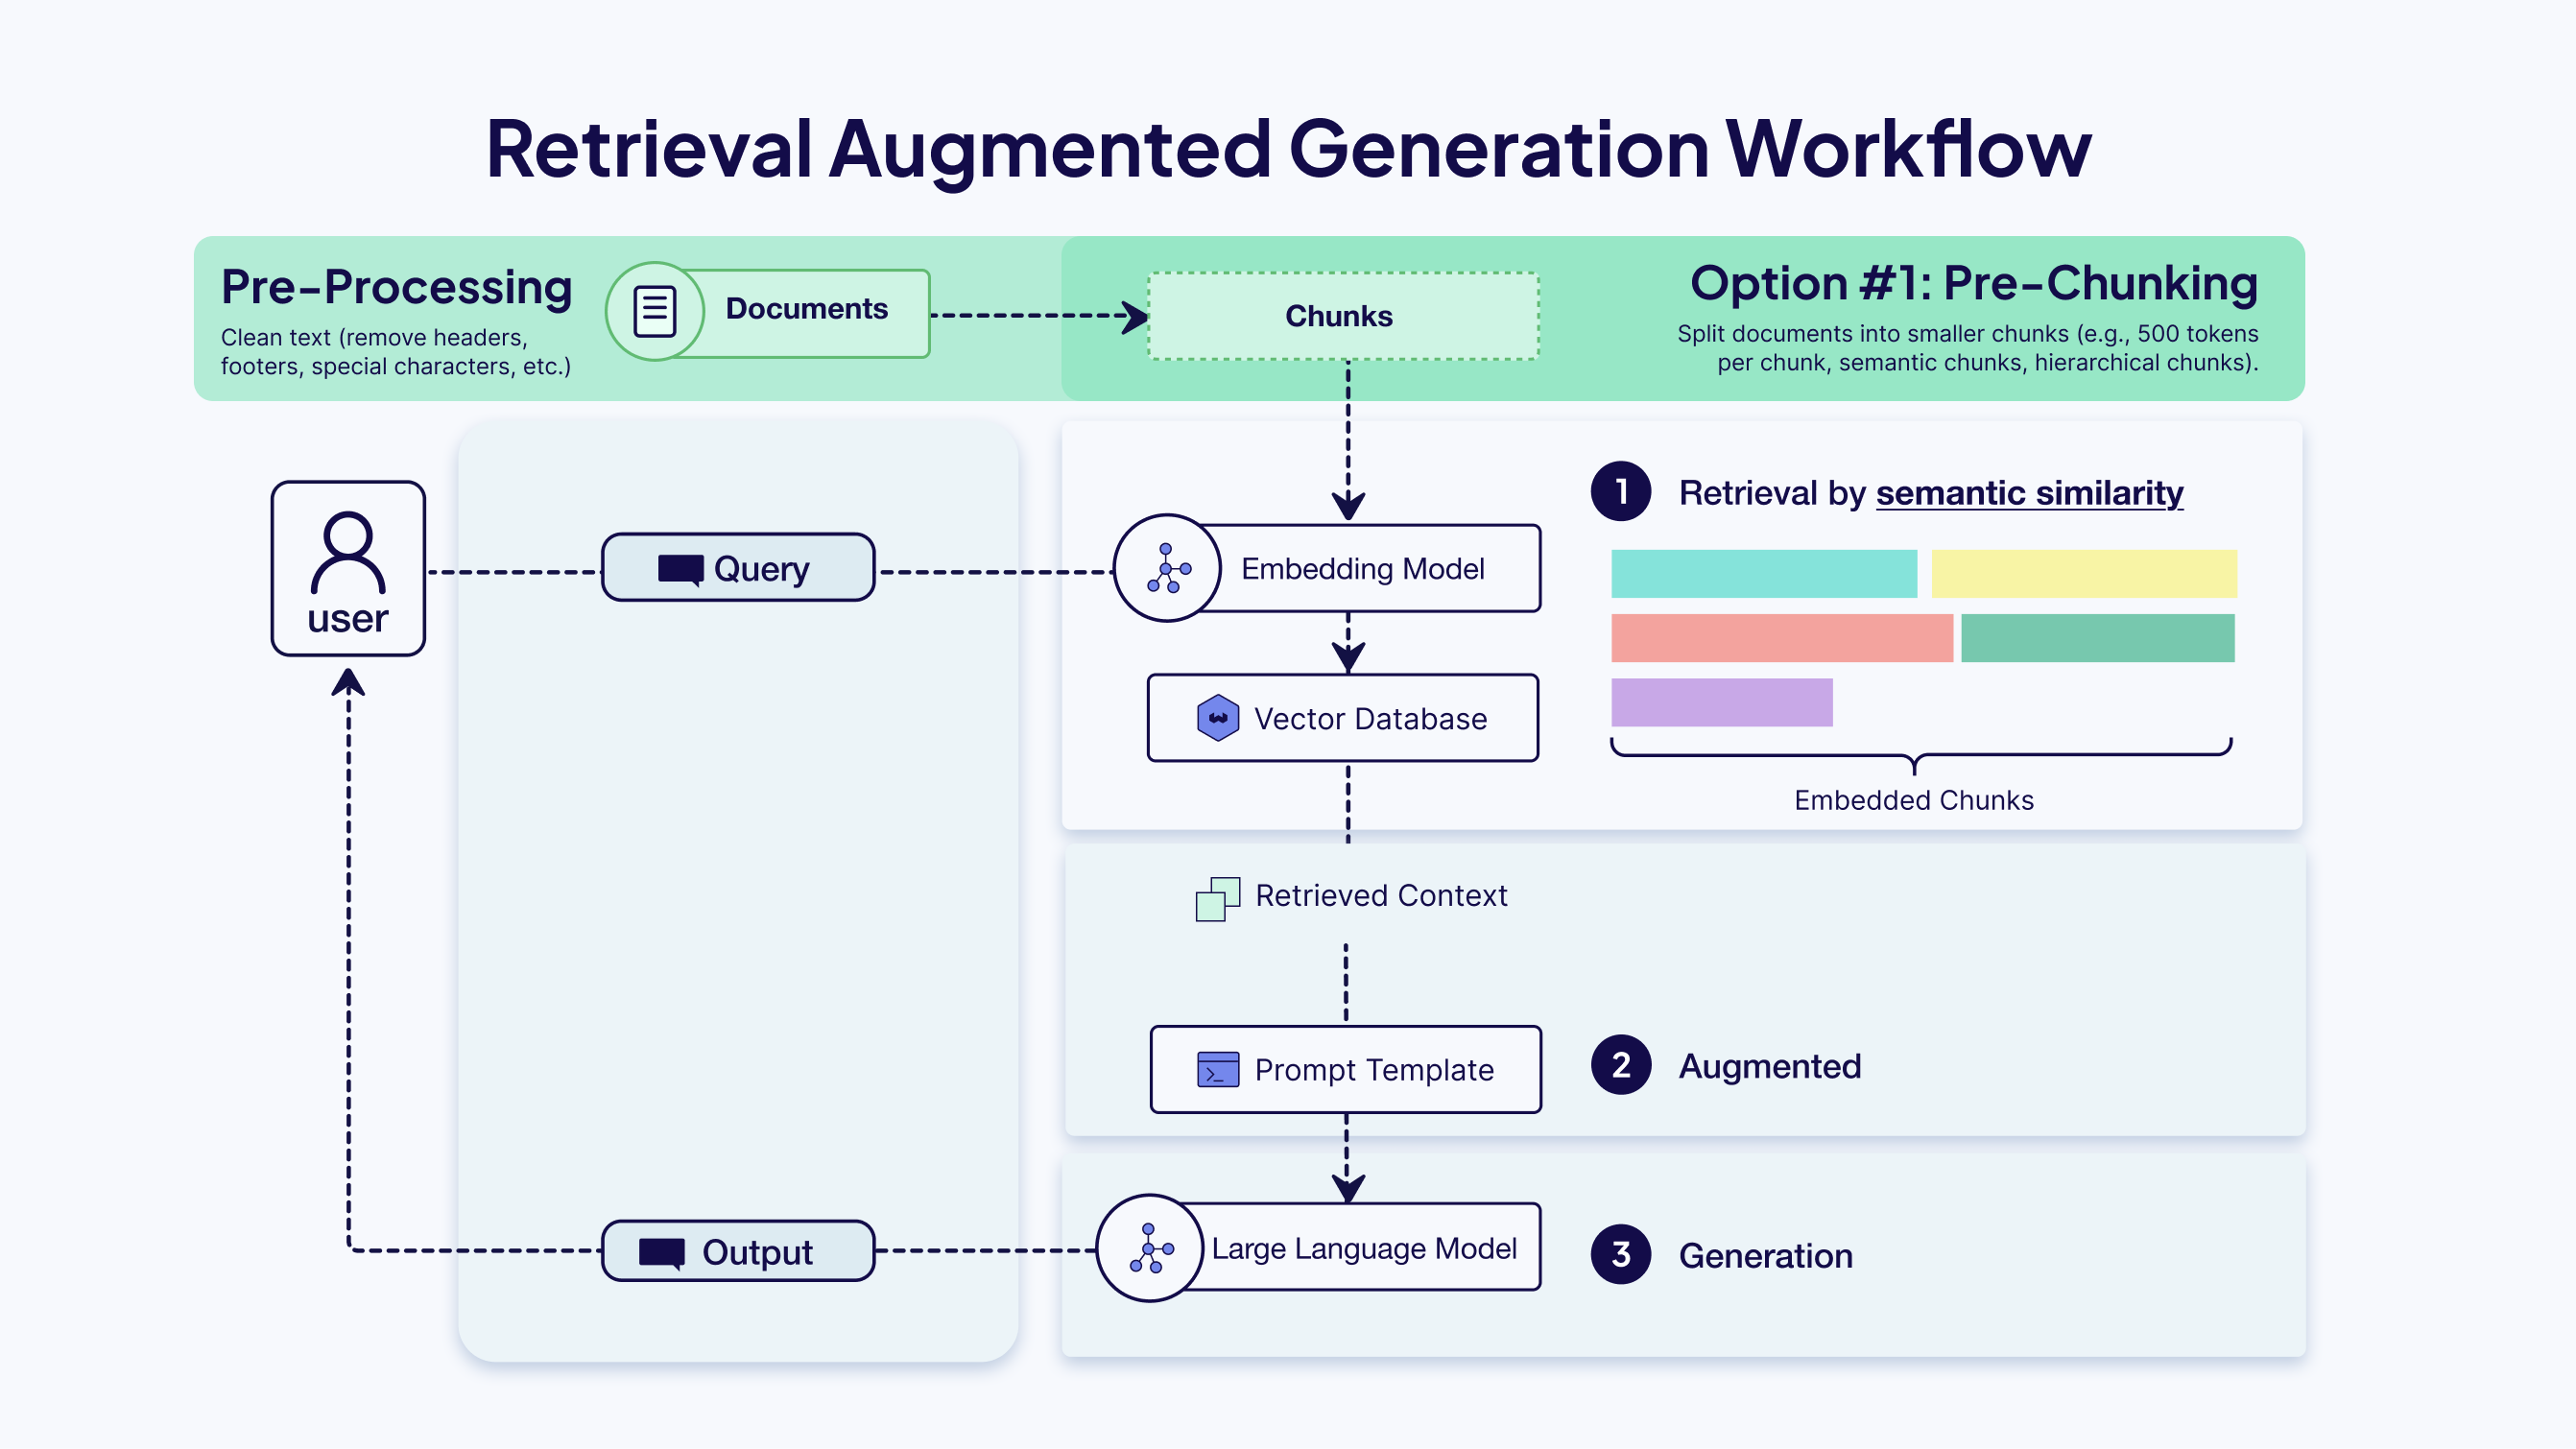 Retrieval Augmented Generation Workflow
Pre-Processing
Clean text (remove headers,
footers, special characters, etc.)
Documents
Chunks
Option #1: Pre-Chunking
Split documents into smaller chunks (e.g., 500 tokens
per chunk, semantic chunks, hierarchical chunks).
user
Query
Embedding Model
Vector Database
1
Retrieval by semantic similarity
Embedded Chunks
Retrieved Context
Prompt Template
2
Augmented
Output
Large Language Model
3
Generation